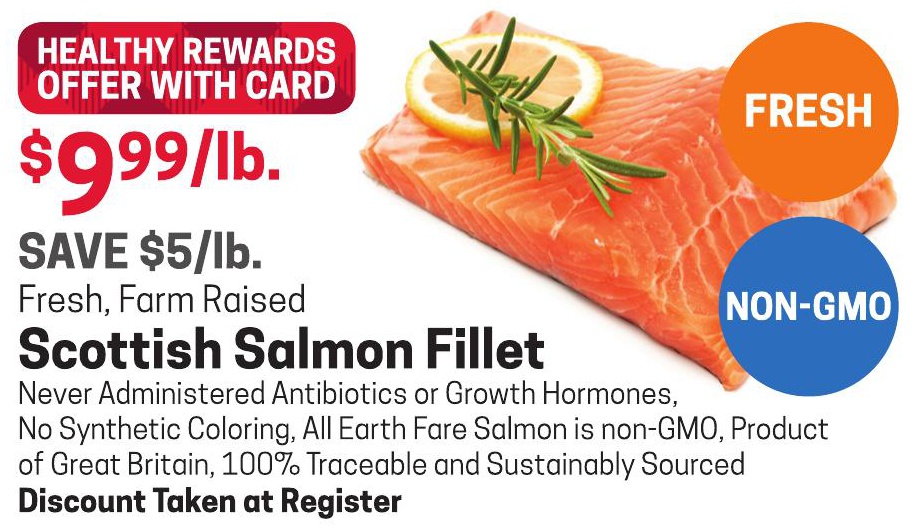 HEALTHY REWARDS
OFFER WITH CARD
$9.99/lb.
SAVE $5/lb.
Fresh, Farm Raised
Scottish Salmon Fillet
Never Administered Antibiotics or Growth Hormones,
No Synthetic Coloring, All Earth Fare Salmon is non-GMO, Product
of Great Britain, 100% Traceable and Sustainably Sourced
Discount Taken at Register
FRESH
NON-GMO